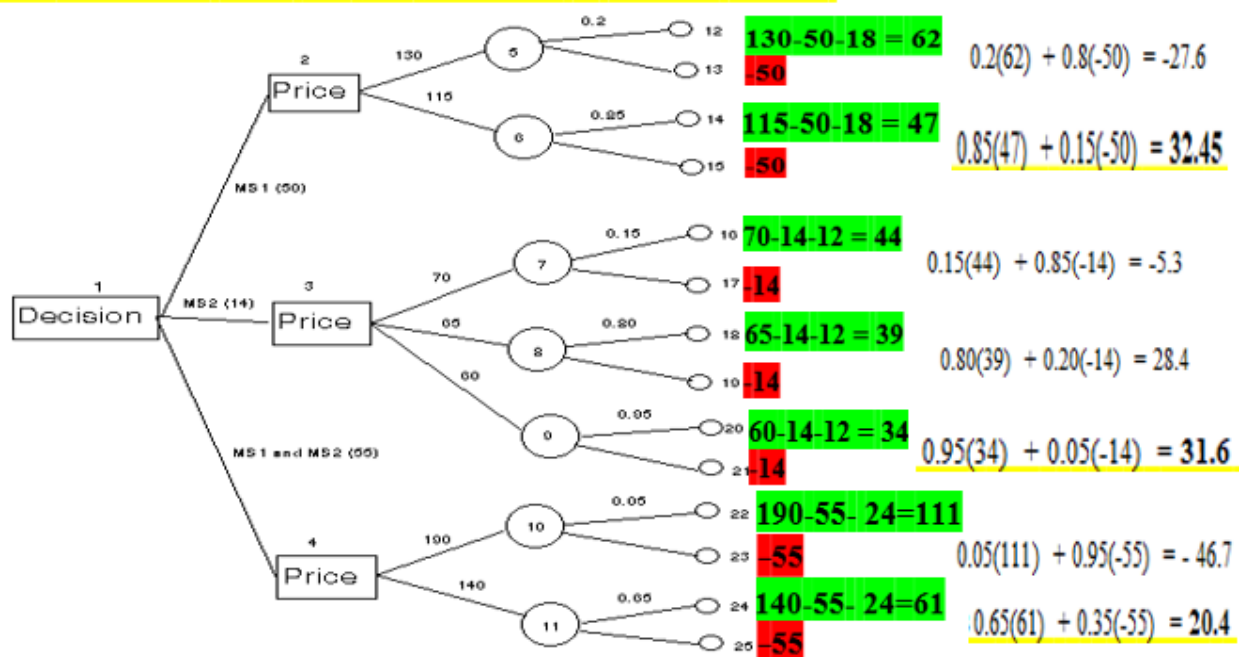 0.2
12
130-50-18 = 62
0.2(62) + 0.8(-50) = -27.6
130
5
13
-50
2
Price
115
0.85
14
115-50-18 = 47
0.85(47) + 0.15(-50) = 32.45
6
15
-50
MS1 (50)
0.15
16
70-14-12 = 44
0.15(44) + 0.85(-14) = -5.3
70
7
17
-14
1
Decision
MS2 (14)
3
Price
65
0.80
18
65-14-12 = 39
0.80(39) + 0.20(-14) = 28.4
8
19
-14
60
0.95
20
60-14-12 = 34
0.95(34) + 0.05(-14) = 31.6
9
21
-14
MS1 and MS2 (55)
0.05
22
190-55- 24=111
0.05(111) + 0.95(-55) = - 46.7
190
10
23
-55
4
Price
140
0.65
24
140-55- 24=61
0.65(61) + 0.35(-55) = 20.4
11
25
-55